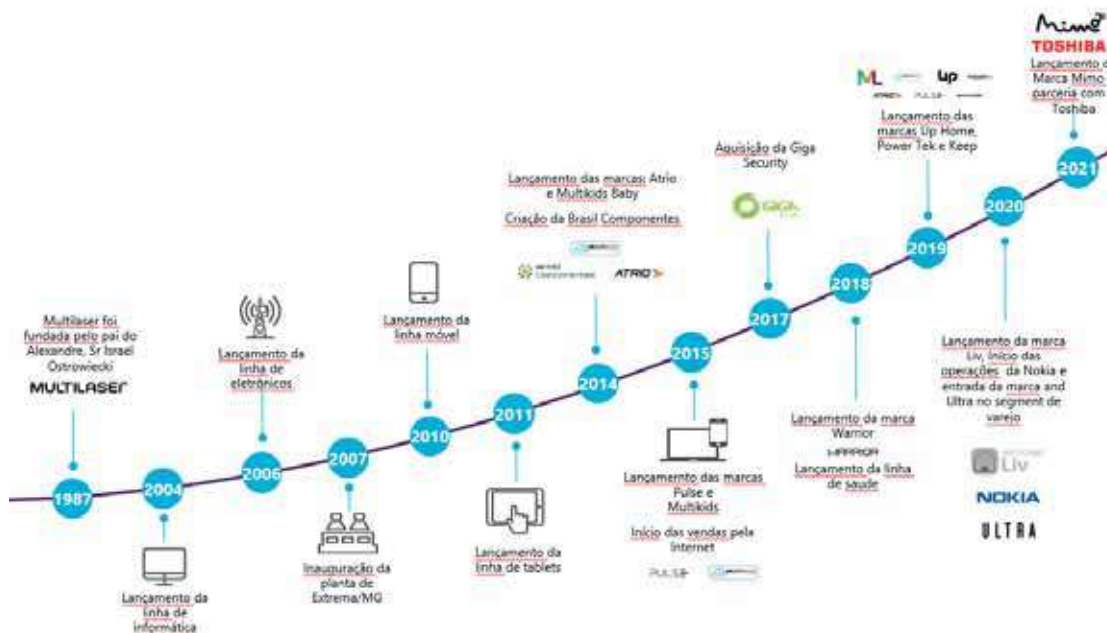 Multilaser foi
fundada pelo pai do
Alexandre, Sr Israel
Ostrowiecki
MULTILASER
1987
2004
Lançamento da
linha de
informática
Lançamento da
linha de
eletrônicos
2006
2007
Inauguração da
planta de
Extrema/MG
Lançamento da
linha móvel
2010
2011
Lançamento da
linha de tablets
Lançamento das marcas: Atrio
e Multikids Baby
Criação da Brasil Componentes
Componentes
ATRIO
2014
2015
Lançamento das marcas
Pulse e
Multikids
Início das vendas pela
Internet
PULSE
Aquisição da Giga
Security
GIGA
2017
2018
Lançamento da marca
Warrior
WARRIOR
Lançamento da linha
de saude
ML
Up
ATRIO
PULSE
Lançamento das
marcas Up Home,
Power Tek e Keep
2019
2020
Lançamento da marca
Liv, Início das
operações da Nokia e
entrada da marca and
Ultra no segment de
varejo
Liv
NOKIA
ULTRA
Mimo
TOSHIBA
Lançamento d
Marca Mimo
parceria com
Toshiba
2021